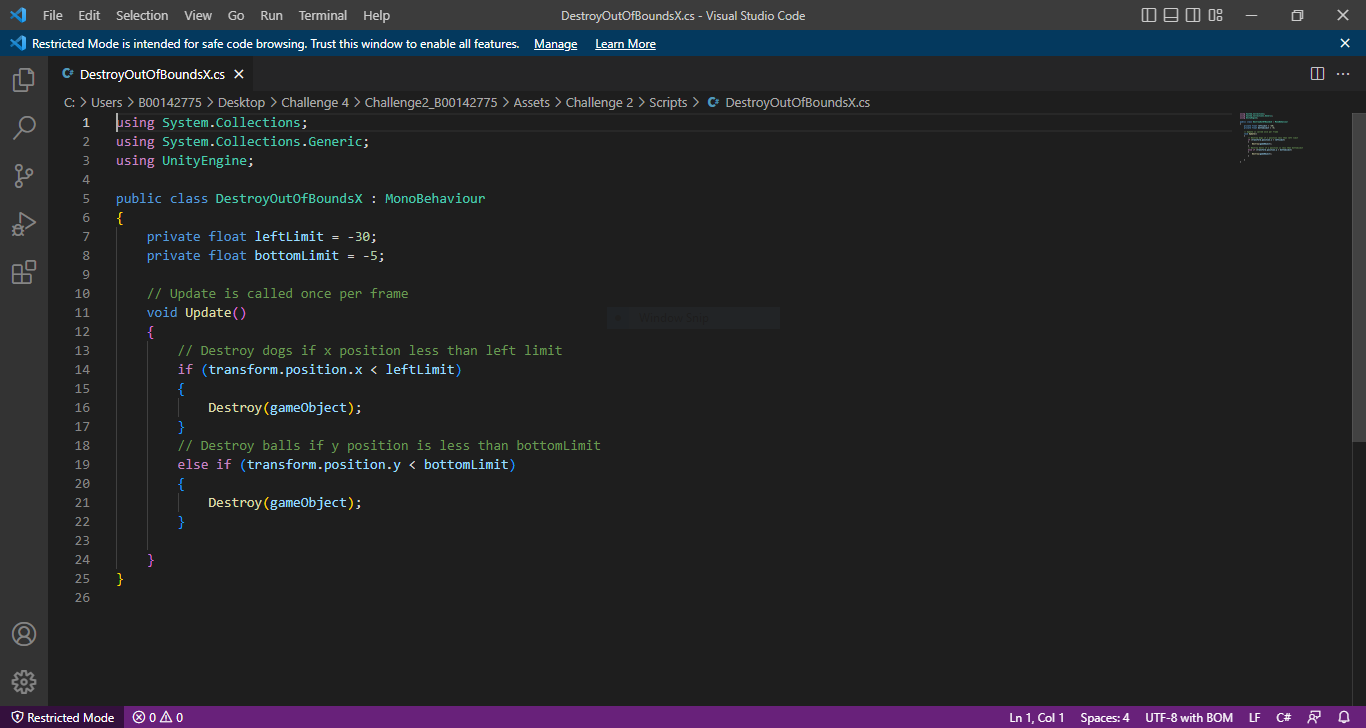 File Edit Selection View Go Run Terminal Help DestroyOutOfBoundsX.cs - Visual Studio Code
Restricted Mode is intended for safe code browsing. Trust this window to enable all features. Manage Learn More
C# DestroyOutOfBoundsX.cs
C: > Users > B00142775 > Desktop > Challenge 4 > Challenge2_B00142775 > Assets > Challenge 2 > Scripts > C# DestroyOutOfBoundsX.cs
1 using System.Collections;
2 using System.Collections.Generic;
3 using UnityEngine;
4
5 public class DestroyOutOfBoundsX : MonoBehaviour
6 {
7 private float leftLimit = -30;
8 private float bottomLimit = -5;
9
10 // Update is called once per frame
11 void Update()
12 {
13 // Destroy dogs if x position less than left limit
14 if (transform.position.x < leftLimit)
15 {
16 Destroy(gameObject);
17 }
18 // Destroy balls if y position is less than bottomLimit
19 else if (transform.position.y < bottomLimit)
20 {
21 Destroy(gameObject);
22 }
23
24 }
25 }
26
Restricted Mode 0 0 Ln 1, Col 1 Spaces: 4 UTF-8 with BOM LF C#